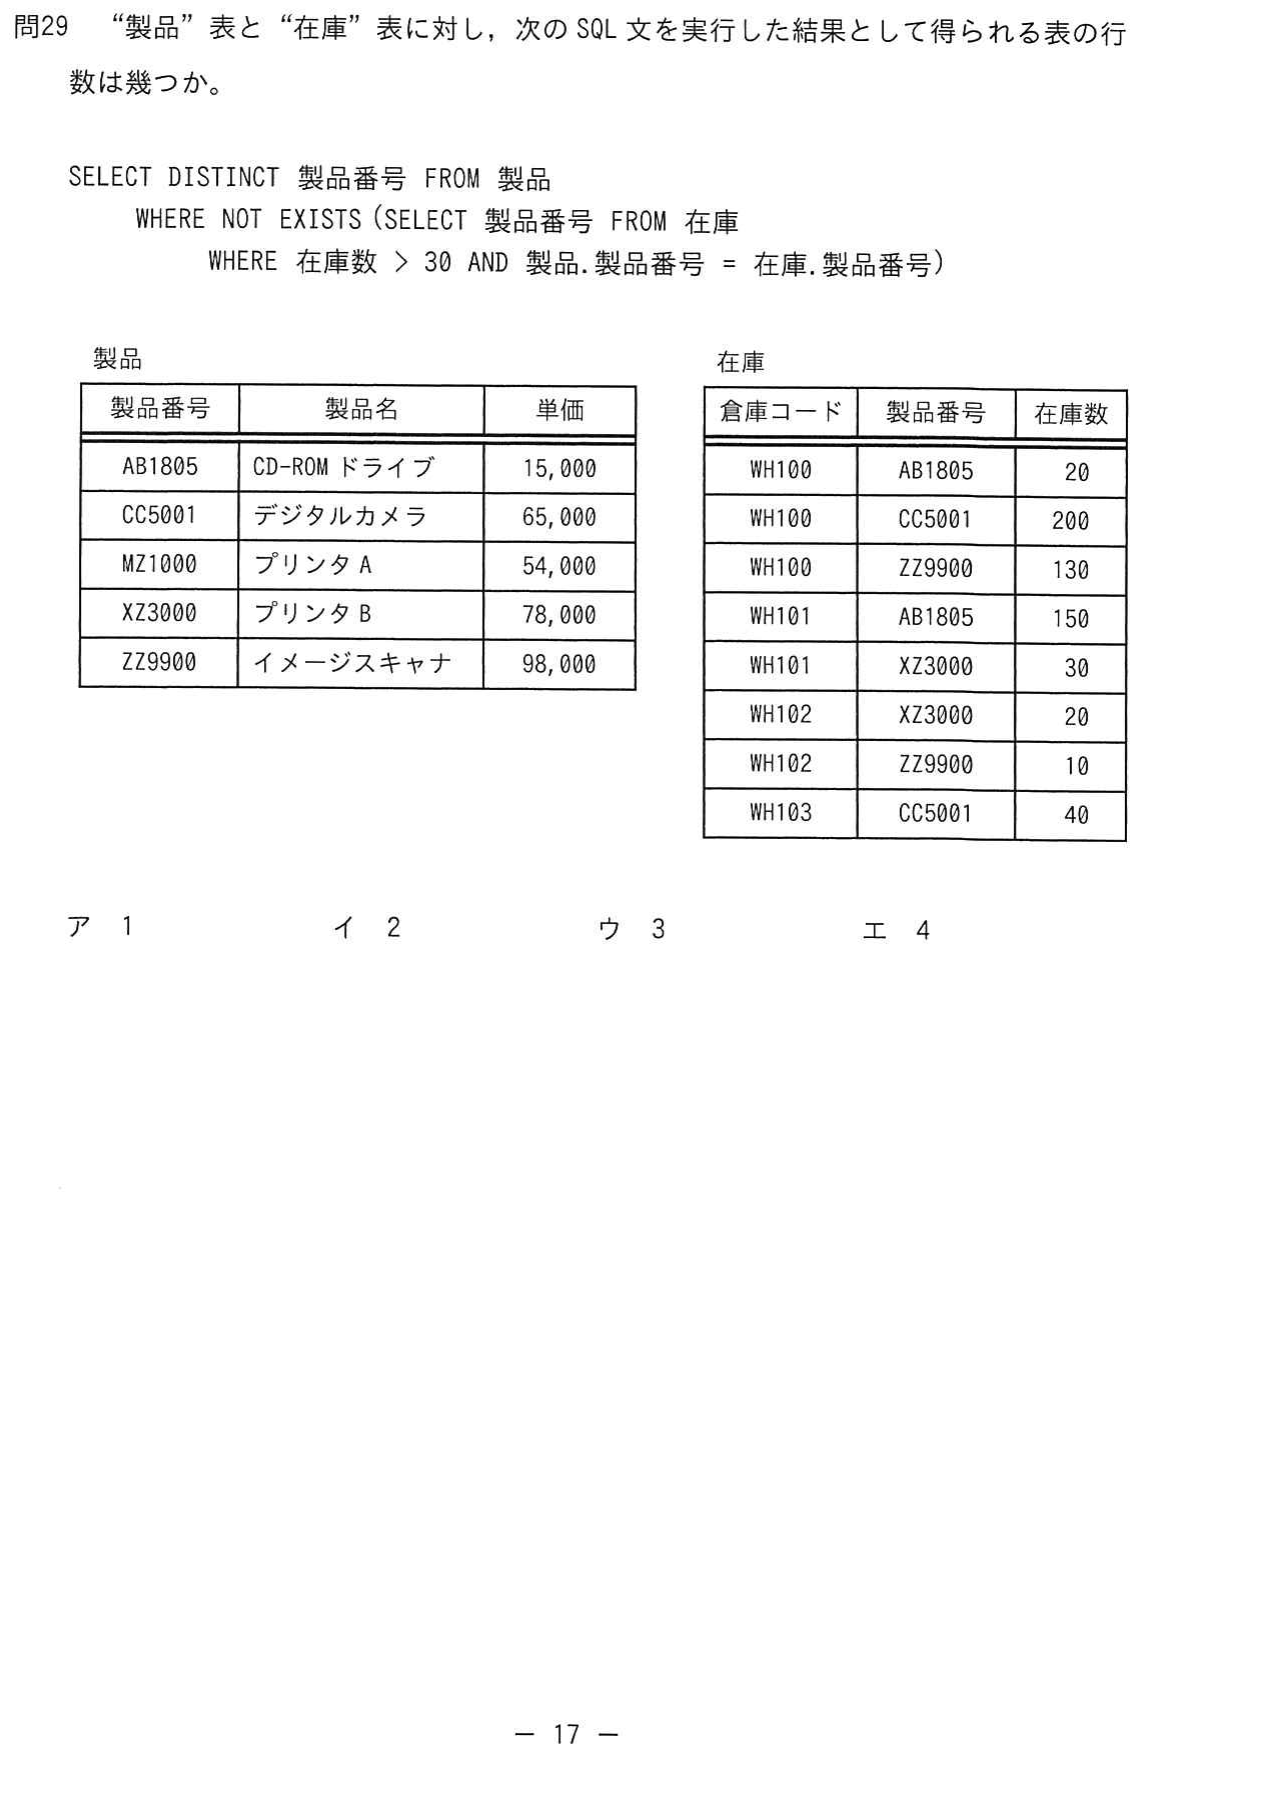 問29 “製品”表と“在庫”表に対し，次の SQL 文を実行した結果として得られる表の行
数は幾つか。
SELECT DISTINCT 製品番号 FROM 製品
WHERE NOT EXISTS (SELECT 製品番号 FROM 在庫
WHERE 在庫数 > 30 AND 製品.製品番号 = 在庫.製品番号)
製品
製品番号 製品名 単価
AB1805 CD-ROM ドライブ 15,000
CC5001 デジタルカメラ 65,000
MZ1000 プリンタ A 54,000
XZ3000 プリンタ B 78,000
ZZ9900 イメージスキャナ 98,000
在庫
倉庫コード 製品番号 在庫数
WH100 AB1805 20
WH100 CC5001 200
WH100 ZZ9900 130
WH101 AB1805 150
WH101 XZ3000 30
WH102 XZ3000 20
WH102 ZZ9900 10
WH103 CC5001 40
ア 1 イ 2 ウ 3 エ 4
－ 17 －